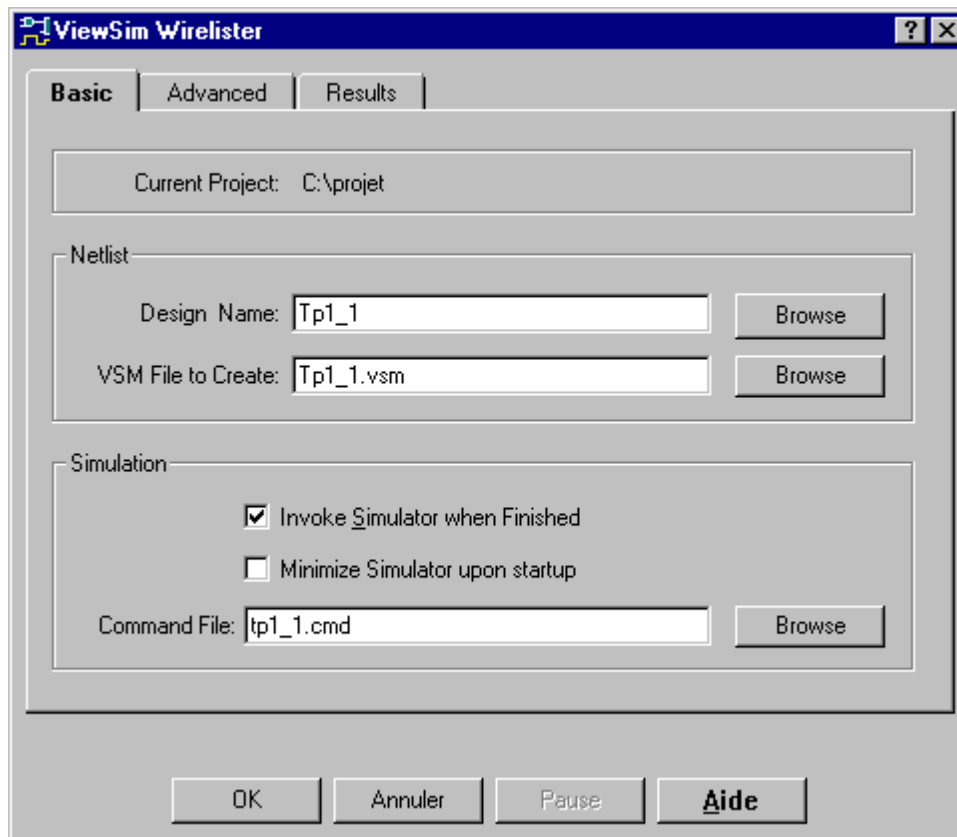 ViewSim Wirelister
Basic Advanced Results
Current Project: C:\projet
Netlist
Design Name: Tp1_1 Browse
VSM File to Create: Tp1_1.vsm Browse
Simulation
Invoke Simulator when Finished
Minimize Simulator upon startup
Command File: tp1_1.cmd Browse
OK Annuler Pause Aide